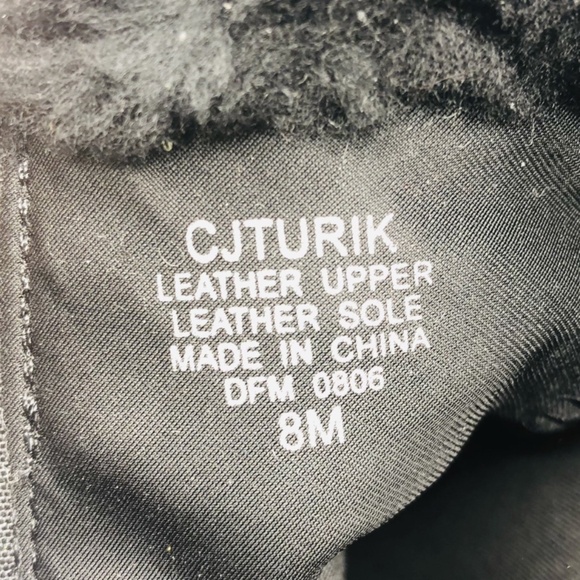 CJTURIK
LEATHER UPPER
LEATHER SOLE
MADE IN CHINA
DFM 0806
8M